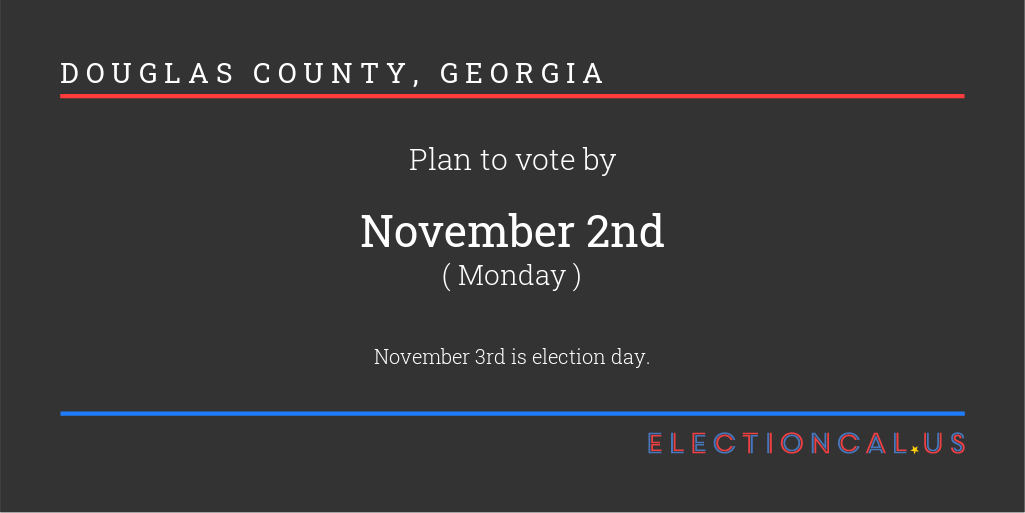 DOUGLAS COUNTY, GEORGIA
Plan to vote by
November 2nd
( Monday )
November 3rd is election day.
ELECTIONCAL.US